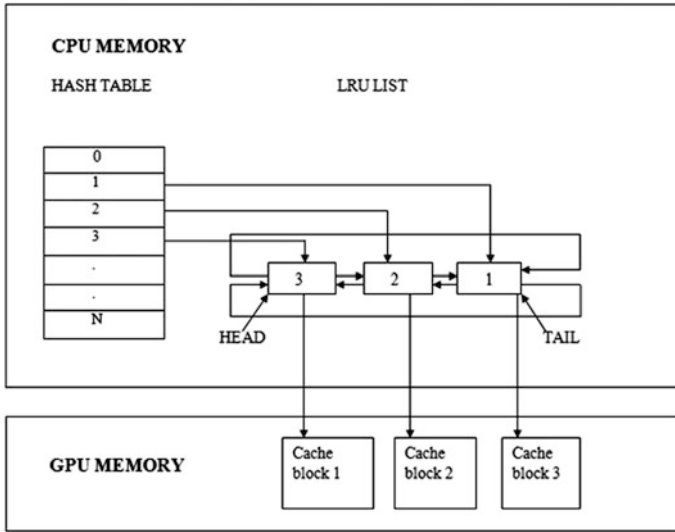 CPU MEMORY
HASH TABLE
LRU LIST
0
1
2
3
.
.
N
3
2
1
HEAD
TAIL
GPU MEMORY
Cache
block 1
Cache
block 2
Cache
block 3